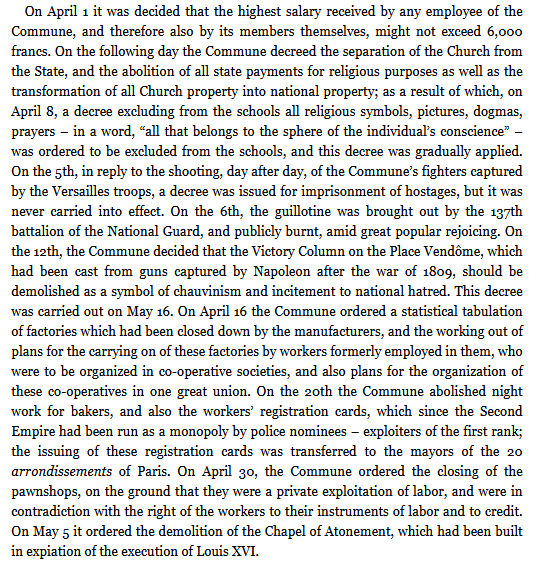 On April 1 it was decided that the highest salary received by any employee of the
Commune, and therefore also by its members themselves, might not exceed 6,000
francs. On the following day the Commune decreed the separation of the Church from
the State, and the abolition of all state payments for religious purposes as well as the
transformation of all Church property into national property; as a result of which, on
April 8, a decree excluding from the schools all religious symbols, pictures, dogmas,
prayers – in a word, “all that belongs to the sphere of the individual’s conscience” –
was ordered to be excluded from the schools, and this decree was gradually applied.
On the 5th, in reply to the shooting, day after day, of the Commune’s fighters captured
by the Versailles troops, a decree was issued for imprisonment of hostages, but it was
never carried into effect. On the 6th, the guillotine was brought out by the 137th
battalion of the National Guard, and publicly burnt, amid great popular rejoicing. On
the 12th, the Commune decided that the Victory Column on the Place Vendôme, which
had been cast from guns captured by Napoleon after the war of 1809, should be
demolished as a symbol of chauvinism and incitement to national hatred. This decree
was carried out on May 16. On April 16 the Commune ordered a statistical tabulation
of factories which had been closed down by the manufacturers, and the working out of
plans for the carrying on of these factories by workers formerly employed in them, who
were to be organized in co-operative societies, and also plans for the organization of
these co-operatives in one great union. On the 20th the Commune abolished night
work for bakers, and also the workers’ registration cards, which since the Second
Empire had been run as a monopoly by police nominees – exploiters of the first rank;
the issuing of these registration cards was transferred to the mayors of the 20
arrondissements of Paris. On April 30, the Commune ordered the closing of the
pawnshops, on the ground that they were a private exploitation of labor, and were in
contradiction with the right of the workers to their instruments of labor and to credit.
On May 5 it ordered the demolition of the Chapel of Atonement, which had been built
in expiation of the execution of Louis XVI.